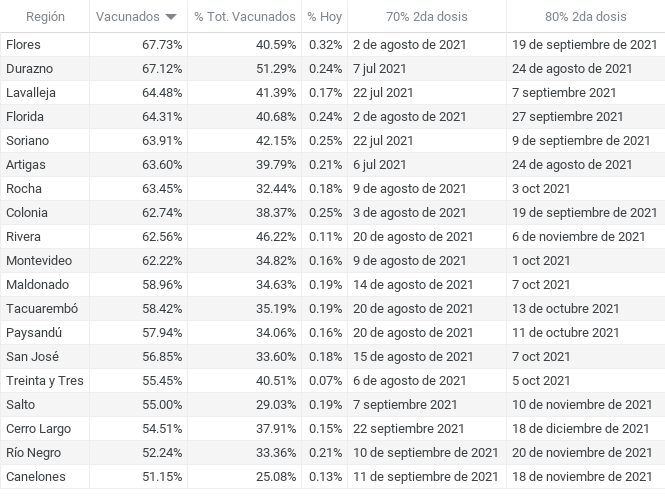 Región Vacunados % Tot. Vacunados % Hoy 70% 2da dosis 80% 2da dosis
Flores 67.73% 40.59% 0.32% 2 de agosto de 2021 19 de septiembre de 2021
Durazno 67.12% 51.29% 0.24% 7 jul 2021 24 de agosto de 2021
Lavalleja 64.48% 41.39% 0.17% 22 jul 2021 7 septiembre 2021
Florida 64.31% 40.68% 0.24% 2 de agosto de 2021 27 septiembre 2021
Soriano 63.91% 42.15% 0.25% 22 jul 2021 9 de septiembre de 2021
Artigas 63.60% 39.79% 0.21% 6 jul 2021 24 de agosto de 2021
Rocha 63.45% 32.44% 0.18% 9 de agosto de 2021 3 oct 2021
Colonia 62.74% 38.37% 0.25% 3 de agosto de 2021 19 de septiembre de 2021
Rivera 62.56% 46.22% 0.11% 20 de agosto de 2021 6 de noviembre de 2021
Montevideo 62.22% 34.82% 0.16% 9 de agosto de 2021 1 oct 2021
Maldonado 58.96% 34.63% 0.19% 14 de agosto de 2021 7 oct 2021
Tacuarembó 58.42% 35.19% 0.19% 20 de agosto de 2021 13 de octubre 2021
Paysandú 57.94% 34.06% 0.16% 20 de agosto de 2021 11 de octubre 2021
San José 56.85% 33.60% 0.18% 15 de agosto de 2021 7 oct 2021
Treinta y Tres 55.45% 40.51% 0.07% 6 de agosto de 2021 5 oct 2021
Salto 55.00% 29.03% 0.19% 7 septiembre 2021 10 de noviembre de 2021
Cerro Largo 54.51% 37.91% 0.15% 22 septiembre 2021 18 de diciembre de 2021
Río Negro 52.24% 33.36% 0.21% 10 de septiembre de 2021 20 de noviembre de 2021
Canelones 51.15% 25.08% 0.13% 11 de septiembre de 2021 18 de noviembre de 2021